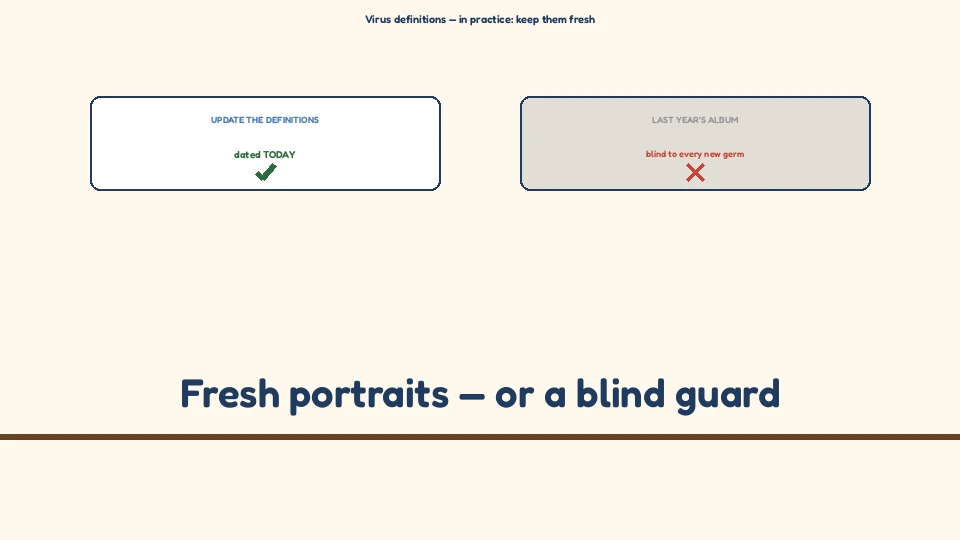 Virus definitions — in practice: keep them fresh
UPDATE THE DEFINITIONS
dated TODAY
LAST YEAR'S ALBUM
blind to every new germ
Fresh portraits — or a blind guard